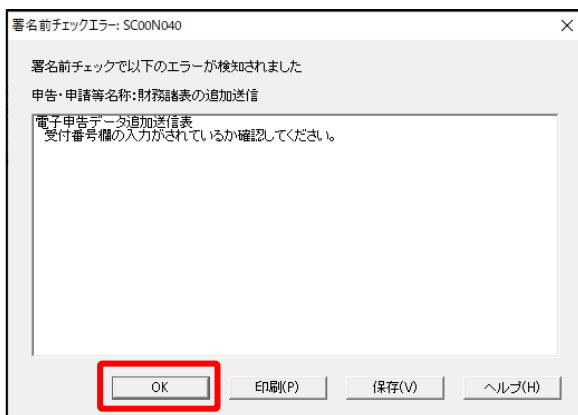 署名前チェックエラー: SC00N040
署名前チェックで以下のエラーが検知されました
申告・申請等名称:財務諸表の追加送信
電子申告データ追加送信表
受付番号欄の入力がされているか確認してください。
OK 印刷(P) 保存(V) ヘルプ(H)